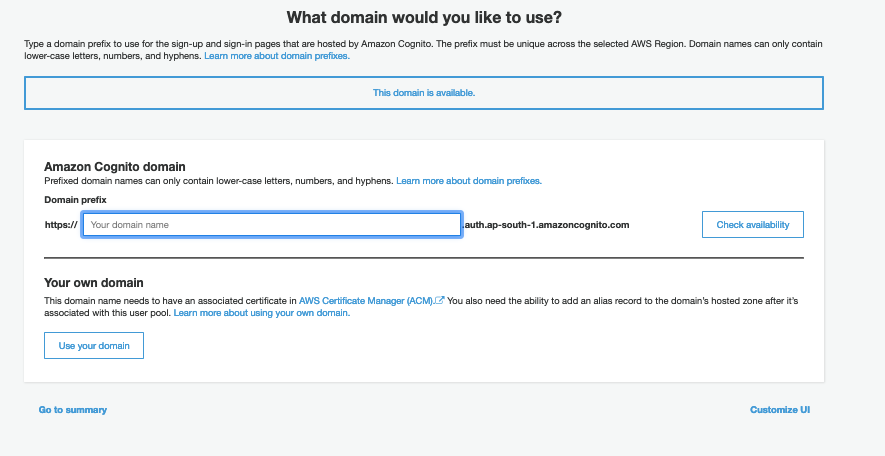 What domain would you like to use?
Type a domain prefix to use for the sign-up and sign-in pages that are hosted by Amazon Cognito. The prefix must be unique across the selected AWS Region. Domain names can only contain
lower-case letters, numbers, and hyphens. Learn more about domain prefixes.
This domain is available.
Amazon Cognito domain
Prefixed domain names can only contain lower-case letters, numbers, and hyphens. Learn more about domain prefixes.
Domain prefix
https:// Your domain name .auth.ap-south-1.amazoncognito.com Check availability
Your own domain
This domain name needs to have an associated certificate in AWS Certificate Manager (ACM). You also need the ability to add an alias record to the domain's hosted zone after it's
associated with this user pool. Learn more about using your own domain.
Use your domain
Go to summary Customize UI